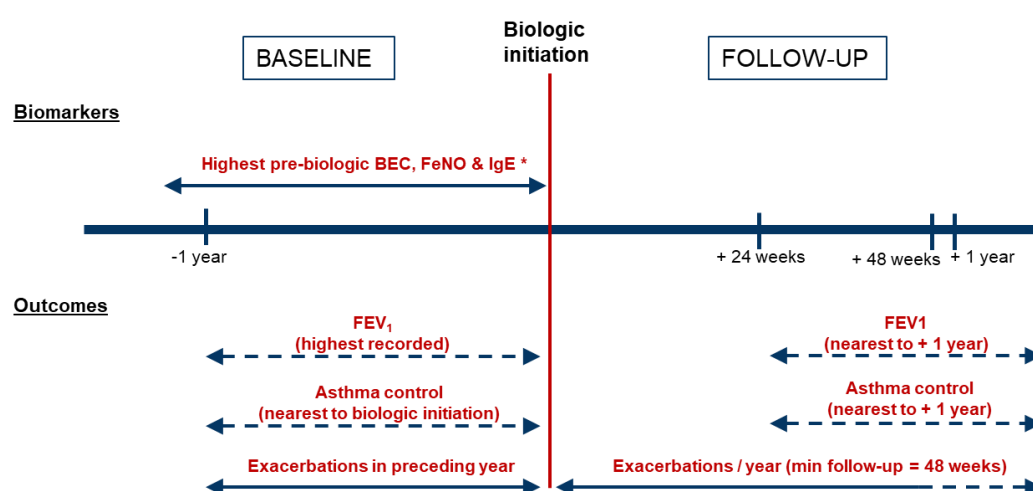 Biologic
initiation
BASELINE
FOLLOW-UP
Biomarkers
Highest pre-biologic BEC, FeNO & IgE *
-1 year
+ 24 weeks
+ 48 weeks
+ 1 year
Outcomes
FEV₁
(highest recorded)
FEV1
(nearest to + 1 year)
Asthma control
(nearest to biologic initiation)
Asthma control
(nearest to + 1 year)
Exacerbations in preceding year
Exacerbations / year (min follow-up = 48 weeks)